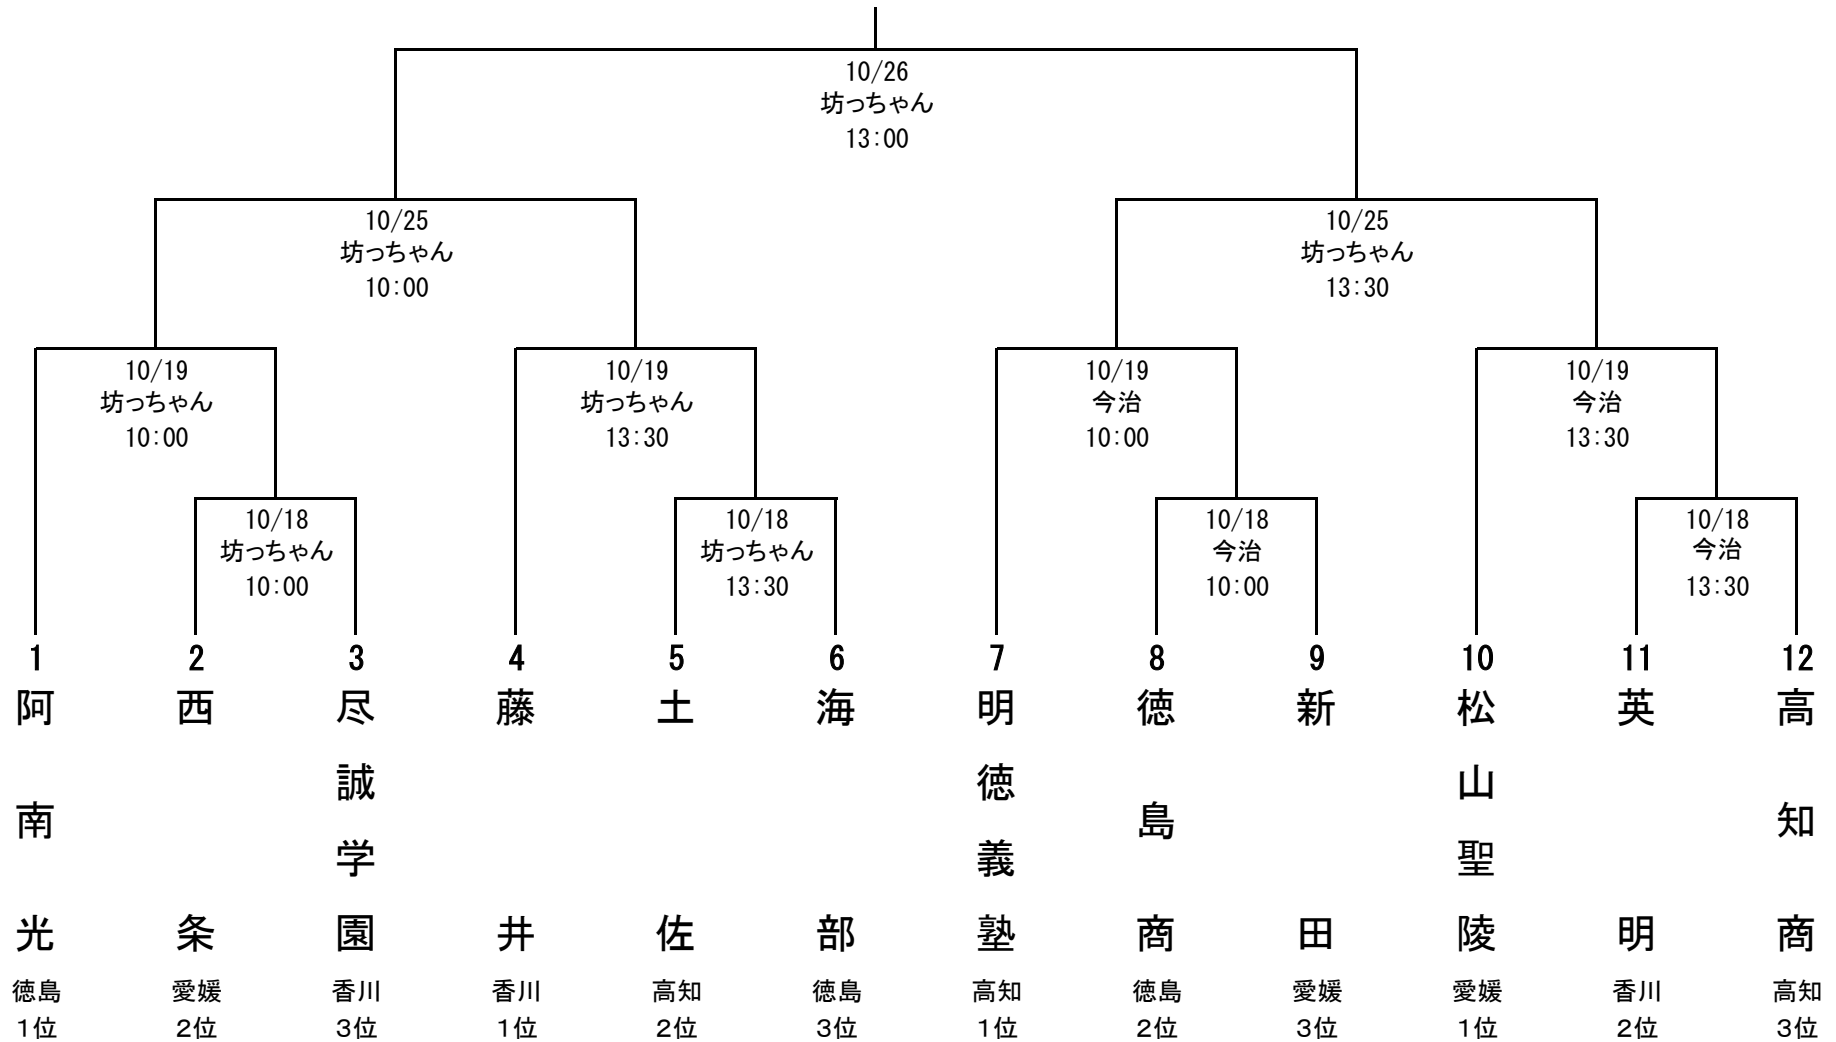 10/26
坊っちゃん
13:00
10/25
坊っちゃん
10:00
10/25
坊っちゃん
13:30
10/19
坊っちゃん
10:00
10/19
坊っちゃん
13:30
10/19
今治
10:00
10/19
今治
13:30
10/18
坊っちゃん
10:00
10/18
坊っちゃん
13:30
10/18
今治
10:00
10/18
今治
13:30
1
阿南光
徳島
1位
2
西条
愛媛
2位
3
尽誠学園
香川
3位
4
藤井
香川
1位
5
土佐
高知
2位
6
海部
徳島
3位
7
明徳義塾
高知
1位
8
徳島商
徳島
2位
9
新田
愛媛
3位
10
松山聖陵
愛媛
1位
11
英明
香川
2位
12
高知商
高知
3位